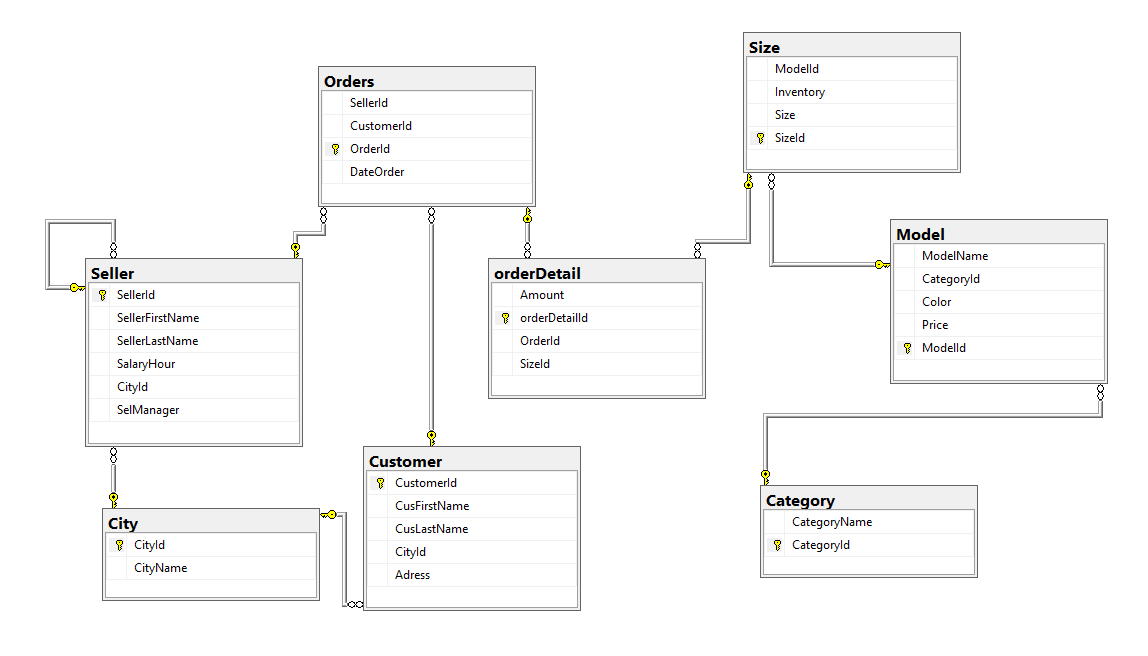 Size
ModelId
Inventory
Size
SizeId
Orders
SellerId
CustomerId
OrderId
DateOrder
Model
ModelName
CategoryId
Color
Price
ModelId
Seller
SellerId
SellerFirstName
SellerLastName
SalaryHour
CityId
SelManager
orderDetail
Amount
orderDetailId
OrderId
SizeId
Customer
CustomerId
CusFirstName
CusLastName
CityId
Adress
Category
CategoryName
CategoryId
City
CityId
CityName